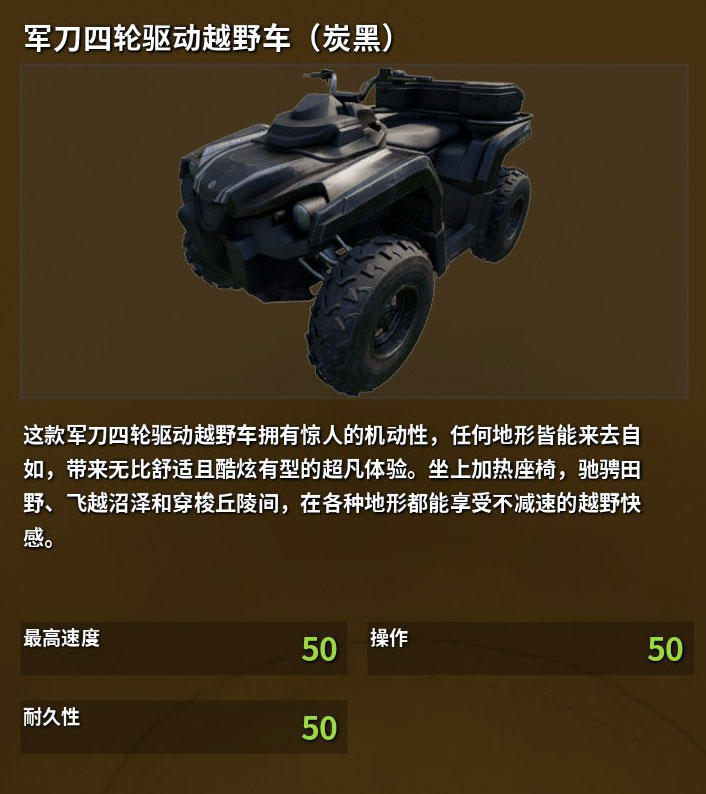 军刀四轮驱动越野车（炭黑）
这款军刀四轮驱动越野车拥有惊人的机动性，任何地形皆能来去自
如，带来无比舒适且酷炫有型的超凡体验。坐上加热座椅，驰骋田
野、飞越沼泽和穿梭丘陵间，在各种地形都能享受不减速的越野快
感。
最高速度 50
操作 50
耐久性 50